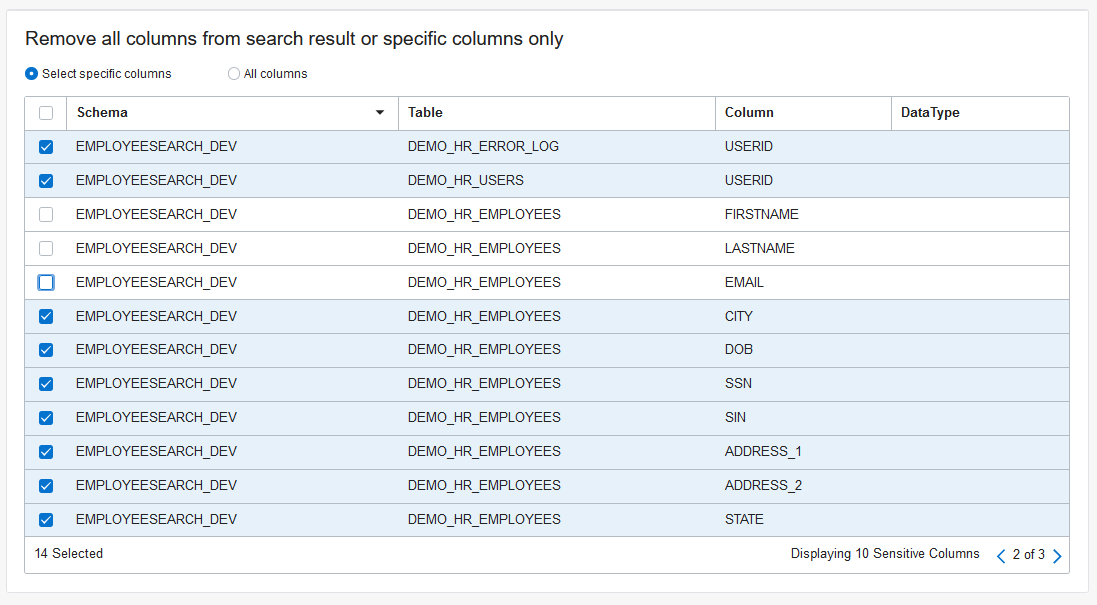 Remove all columns from search result or specific columns only
Select specific columns All columns
Schema Table Column DataType
EMPLOYEESEARCH_DEV DEMO_HR_ERROR_LOG USERID
EMPLOYEESEARCH_DEV DEMO_HR_USERS USERID
EMPLOYEESEARCH_DEV DEMO_HR_EMPLOYEES FIRSTNAME
EMPLOYEESEARCH_DEV DEMO_HR_EMPLOYEES LASTNAME
EMPLOYEESEARCH_DEV DEMO_HR_EMPLOYEES EMAIL
EMPLOYEESEARCH_DEV DEMO_HR_EMPLOYEES CITY
EMPLOYEESEARCH_DEV DEMO_HR_EMPLOYEES DOB
EMPLOYEESEARCH_DEV DEMO_HR_EMPLOYEES SSN
EMPLOYEESEARCH_DEV DEMO_HR_EMPLOYEES SIN
EMPLOYEESEARCH_DEV DEMO_HR_EMPLOYEES ADDRESS_1
EMPLOYEESEARCH_DEV DEMO_HR_EMPLOYEES ADDRESS_2
EMPLOYEESEARCH_DEV DEMO_HR_EMPLOYEES STATE
14 Selected Displaying 10 Sensitive Columns 2 of 3